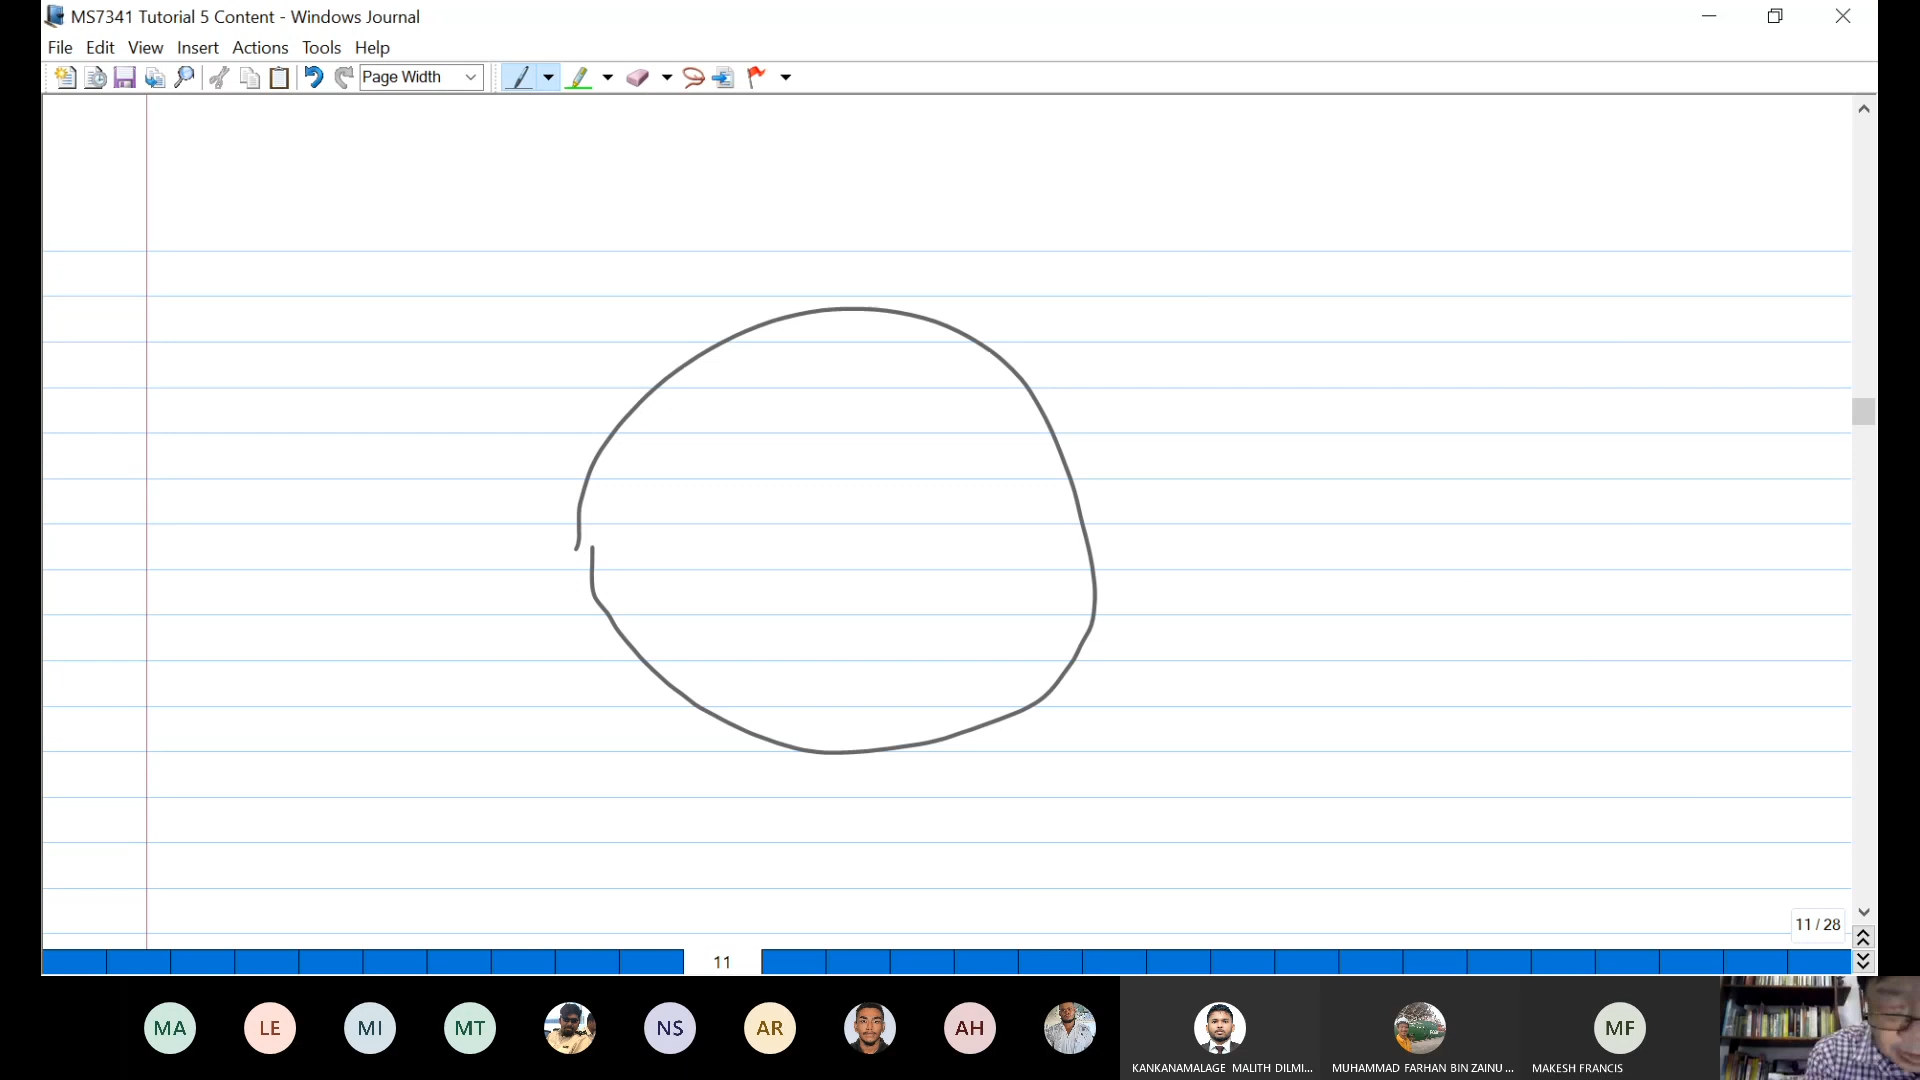 MS7341 Tutorial 5 Content - Windows Journal
File Edit View Insert Actions Tools Help
Page Width
11 / 28
11
MA LE MI MT NS AR AH MF
KANKANAMALAGE MALITH DILMI... MUHAMMAD FARHAN BIN ZAINU... MAKESH FRANCIS